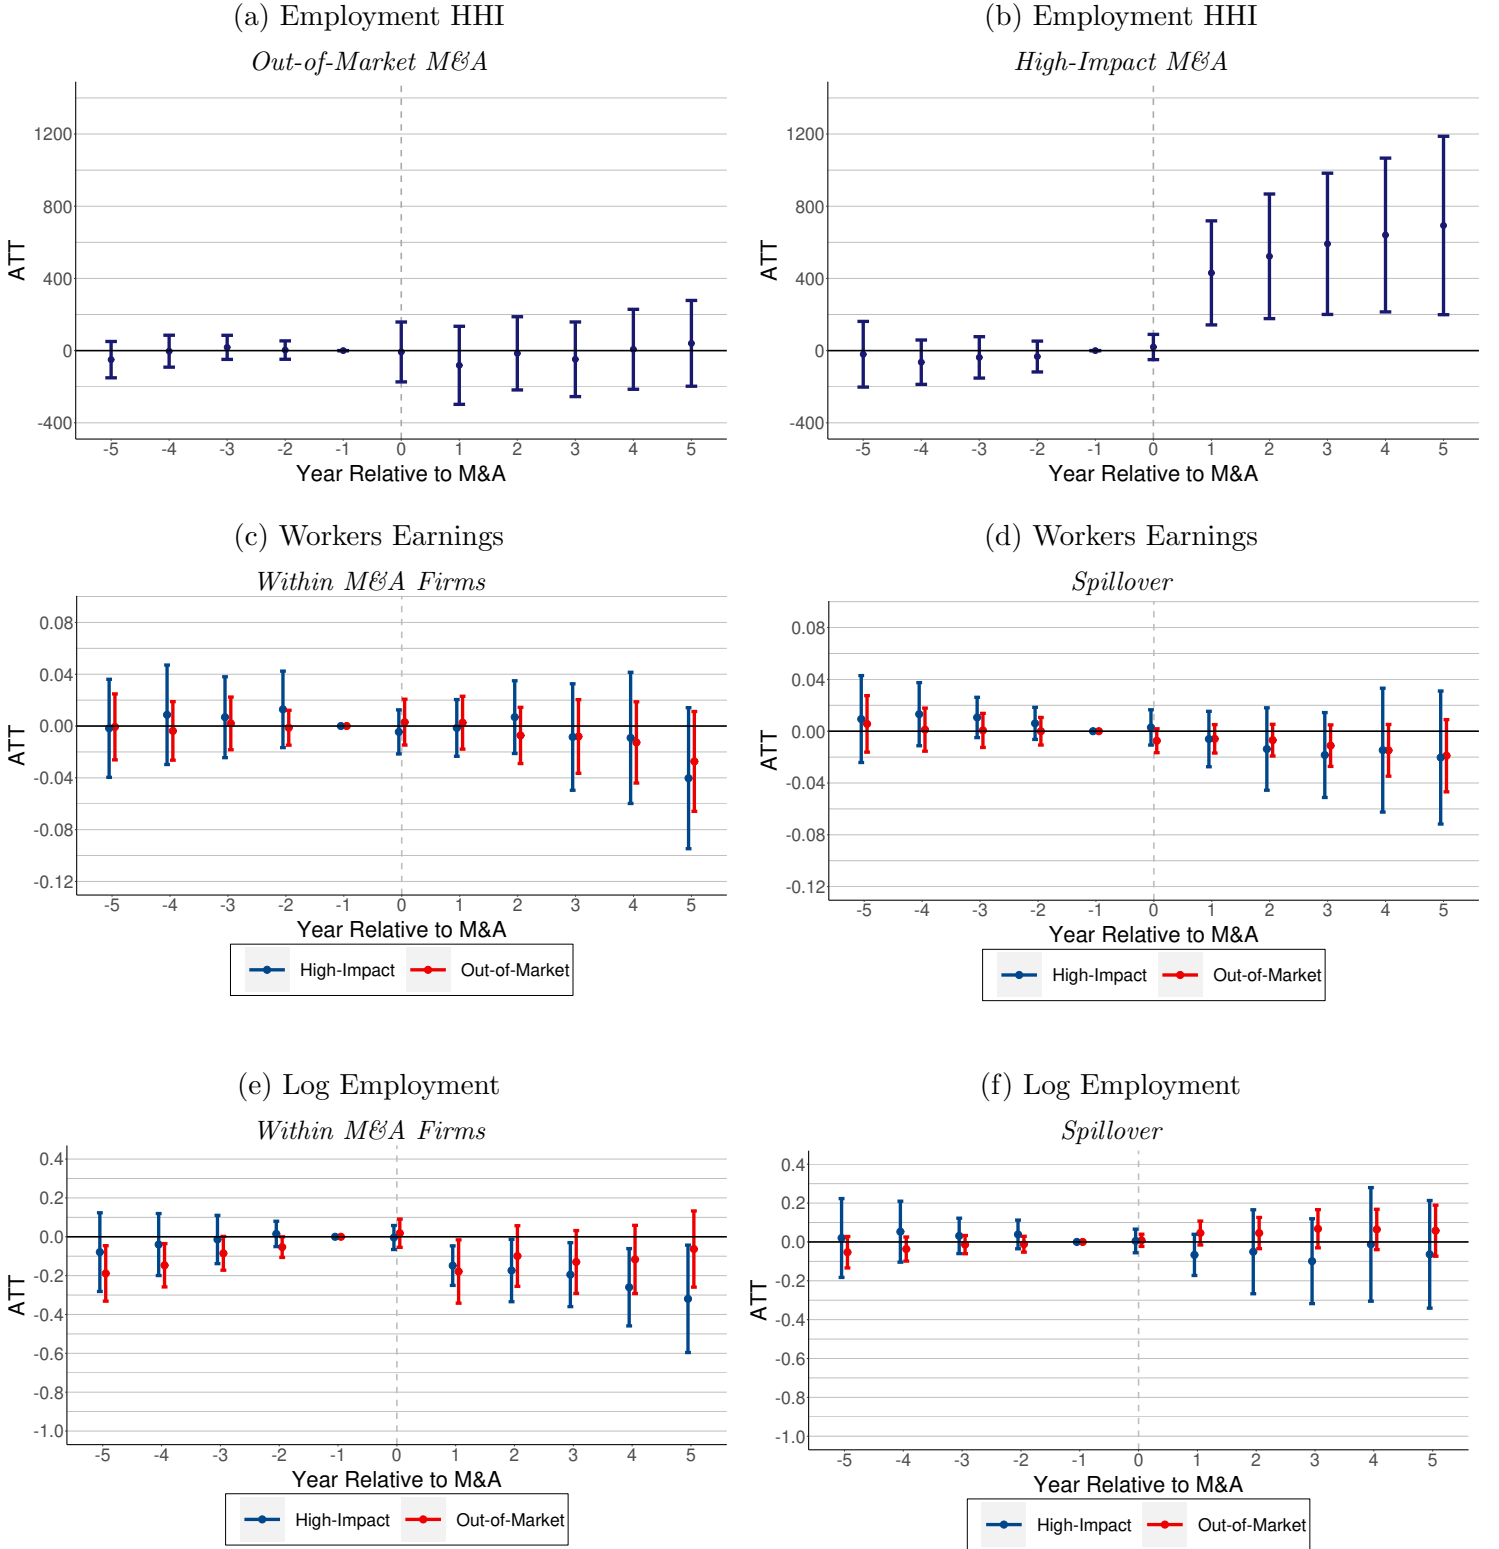 (a) Employment HHI
Out-of-Market M&A
1200
800
400
0
-400
ATT
-5 -4 -3 -2 -1 0 1 2 3 4 5
Year Relative to M&A
(b) Employment HHI
High-Impact M&A
1200
800
400
0
-400
ATT
-5 -4 -3 -2 -1 0 1 2 3 4 5
Year Relative to M&A
(c) Workers Earnings
Within M&A Firms
0.08
0.04
0.00
-0.04
-0.08
-0.12
ATT
-5 -4 -3 -2 -1 0 1 2 3 4 5
Year Relative to M&A
High-Impact Out-of-Market
(d) Workers Earnings
Spillover
0.08
0.04
0.00
-0.04
-0.08
-0.12
ATT
-5 -4 -3 -2 -1 0 1 2 3 4 5
Year Relative to M&A
High-Impact Out-of-Market
(e) Log Employment
Within M&A Firms
0.4
0.2
0.0
-0.2
-0.4
-0.6
-0.8
-1.0
ATT
-5 -4 -3 -2 -1 0 1 2 3 4 5
Year Relative to M&A
High-Impact Out-of-Market
(f) Log Employment
Spillover
0.4
0.2
0.0
-0.2
-0.4
-0.6
-0.8
-1.0
ATT
-5 -4 -3 -2 -1 0 1 2 3 4 5
Year Relative to M&A
High-Impact Out-of-Market